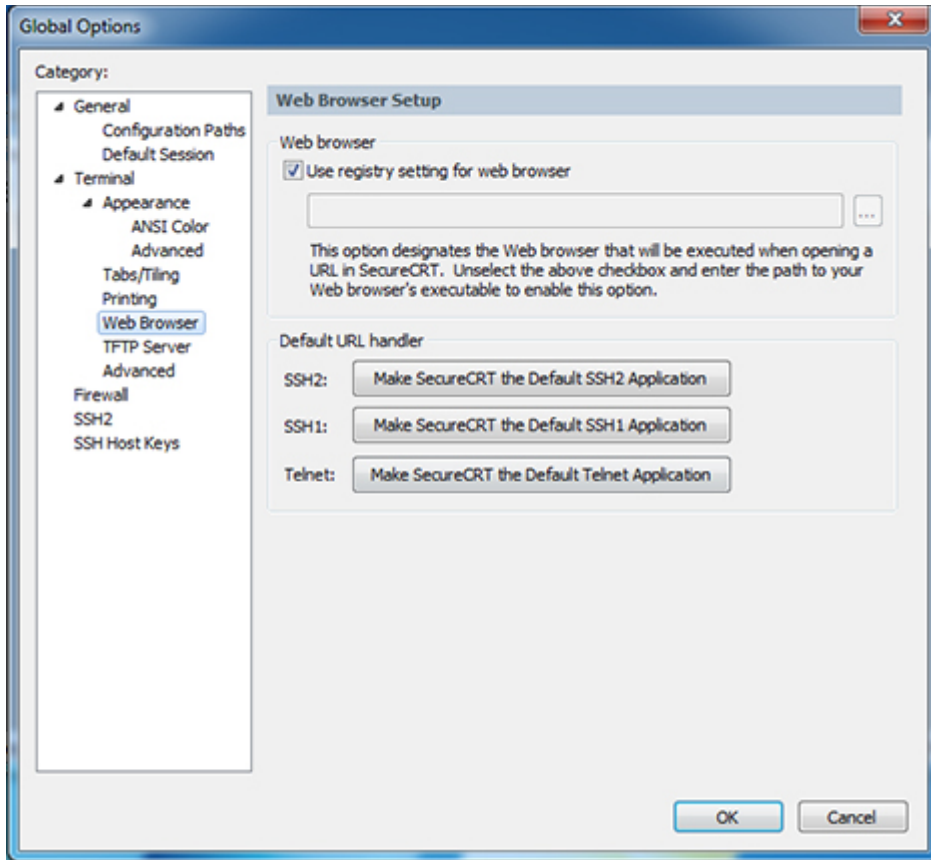 Global Options
Category:
General
Configuration Paths
Default Session
Terminal
Appearance
ANSI Color
Advanced
Tabs/Tiling
Printing
Web Browser
TFTP Server
Advanced
Firewall
SSH2
SSH Host Keys
Web Browser Setup
Web browser
Use registry setting for web browser
...
This option designates the Web browser that will be executed when opening a
URL in SecureCRT. Unselect the above checkbox and enter the path to your
Web browser's executable to enable this option.
Default URL handler
SSH2: Make SecureCRT the Default SSH2 Application
SSH1: Make SecureCRT the Default SSH1 Application
Telnet: Make SecureCRT the Default Telnet Application
OK Cancel